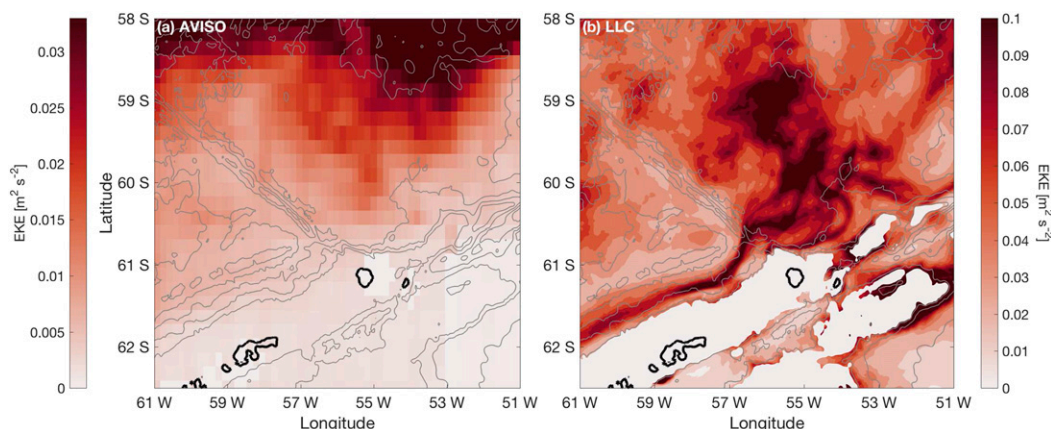 (a) AVISO
(b) LLC
0.03
0.025
0.02
0.015
0.01
0.005
0
EKE [m² s⁻²]
58 S
59 S
60 S
61 S
62 S
Latitude
61 W
59 W
57 W
55 W
53 W
51 W
Longitude
58 S
59 S
60 S
61 S
62 S
61 W
59 W
57 W
55 W
53 W
51 W
Longitude
0.1
0.09
0.08
0.07
0.06
0.05
0.04
0.03
0.02
0.01
0
EKE [m² s⁻²]